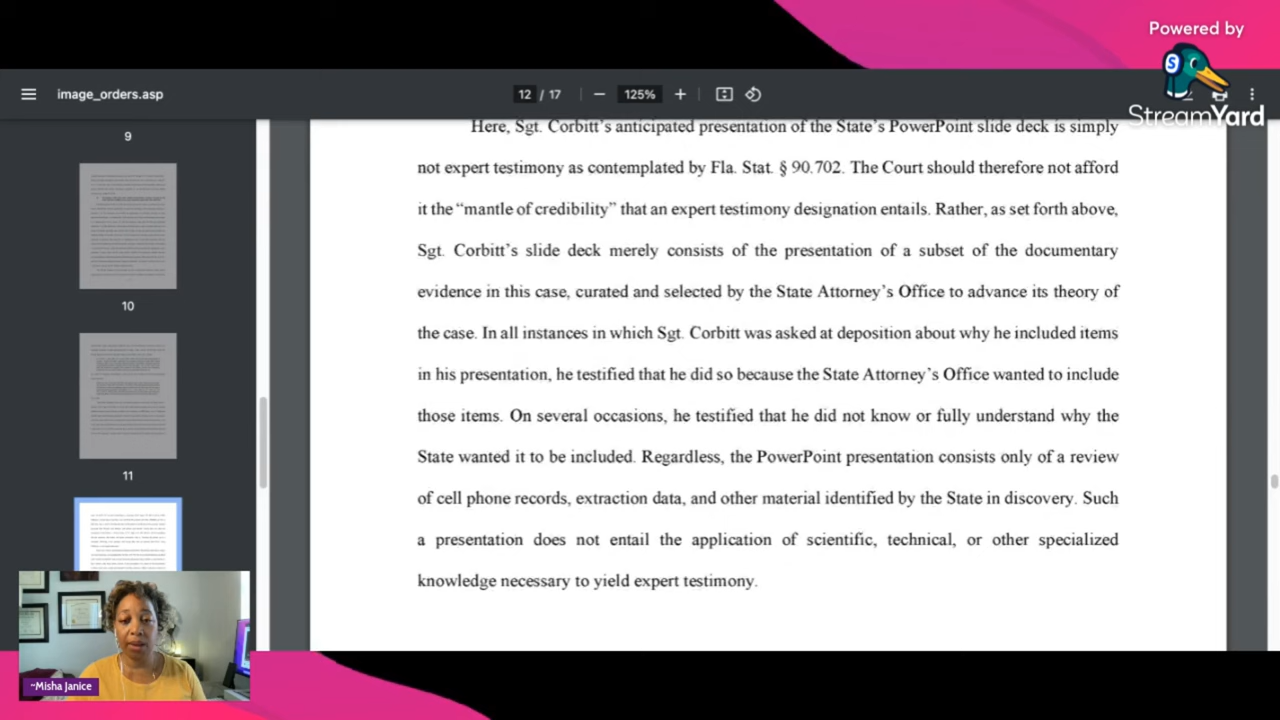 Powered by
StreamYard
image_orders.asp
12 / 17
125%
9
10
11
Here, Sgt. Corbitt’s anticipated presentation of the State’s PowerPoint slide deck is simply
not expert testimony as contemplated by Fla. Stat. § 90.702. The Court should therefore not afford
it the “mantle of credibility” that an expert testimony designation entails. Rather, as set forth above,
Sgt. Corbitt’s slide deck merely consists of the presentation of a subset of the documentary
evidence in this case, curated and selected by the State Attorney’s Office to advance its theory of
the case. In all instances in which Sgt. Corbitt was asked at deposition about why he included items
in his presentation, he testified that he did so because the State Attorney’s Office wanted to include
those items. On several occasions, he testified that he did not know or fully understand why the
State wanted it to be included. Regardless, the PowerPoint presentation consists only of a review
of cell phone records, extraction data, and other material identified by the State in discovery. Such
a presentation does not entail the application of scientific, technical, or other specialized
knowledge necessary to yield expert testimony.
~Misha Janice